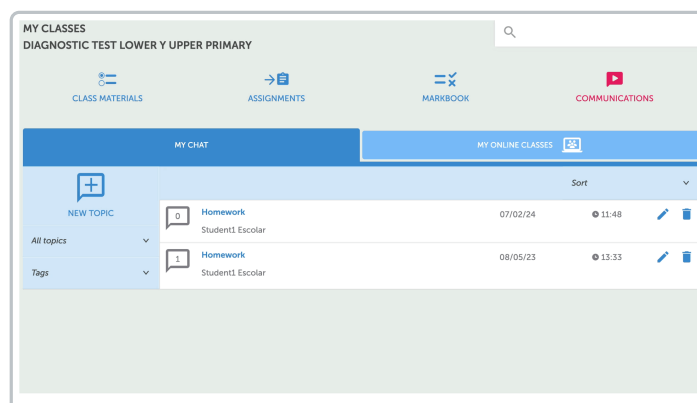 MY CLASSES
DIAGNOSTIC TEST LOWER Y UPPER PRIMARY
CLASS MATERIALS
ASSIGNMENTS
MARKBOOK
COMMUNICATIONS
MY CHAT
MY ONLINE CLASSES
NEW TOPIC
All topics
Tags
Sort
0
Homework
07/02/24
11:48
Student1 Escolar
1
Homework
08/05/23
13:33
Student1 Escolar